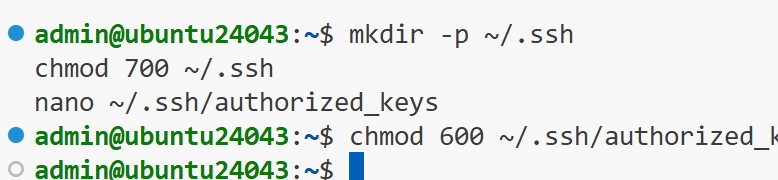 admin@ubuntu24043:~$ mkdir -p ~/.ssh
chmod 700 ~/.ssh
nano ~/.ssh/authorized_keys
admin@ubuntu24043:~$ chmod 600 ~/.ssh/authorized_k
admin@ubuntu24043:~$